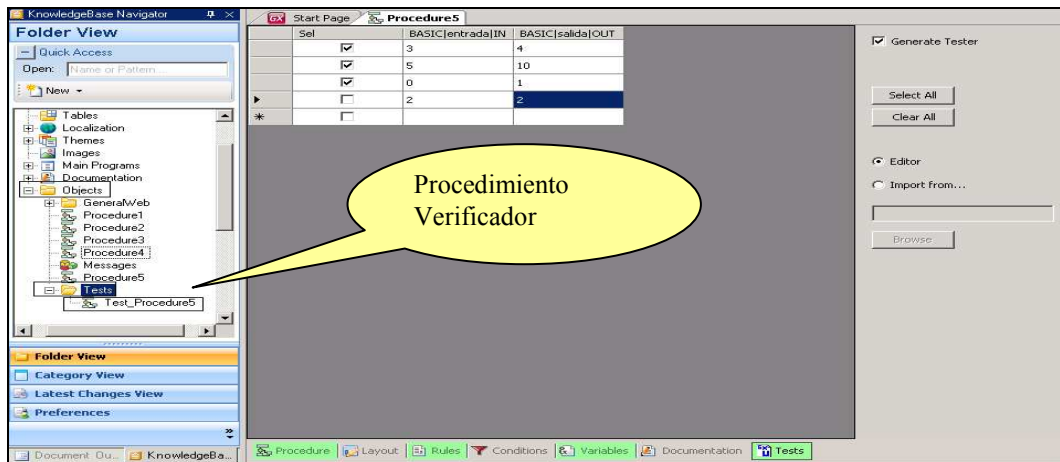 KnowledgeBase Navigator
Folder View
Quick Access
Open: Name or Pattern...
New
Tables
Localization
Themes
Images
Main Programs
Documentation
Objects
GeneralWeb
Procedure1
Procedure2
Procedure3
Procedure4
Messages
Procedure5
Tests
Test_Procedure5
Folder View
Category View
Latest Changes View
Preferences
Document Ou...
KnowledgeBa...
GX Start Page
Procedure5
Sel BASIC|entrada|IN BASIC|salida|OUT
3 4
5 10
0 1
2 2
Procedimiento
Verificador
Generate Tester
Select All
Clear All
Editor
Import from...
Browse
Procedure Layout Rules Conditions Variables Documentation Tests